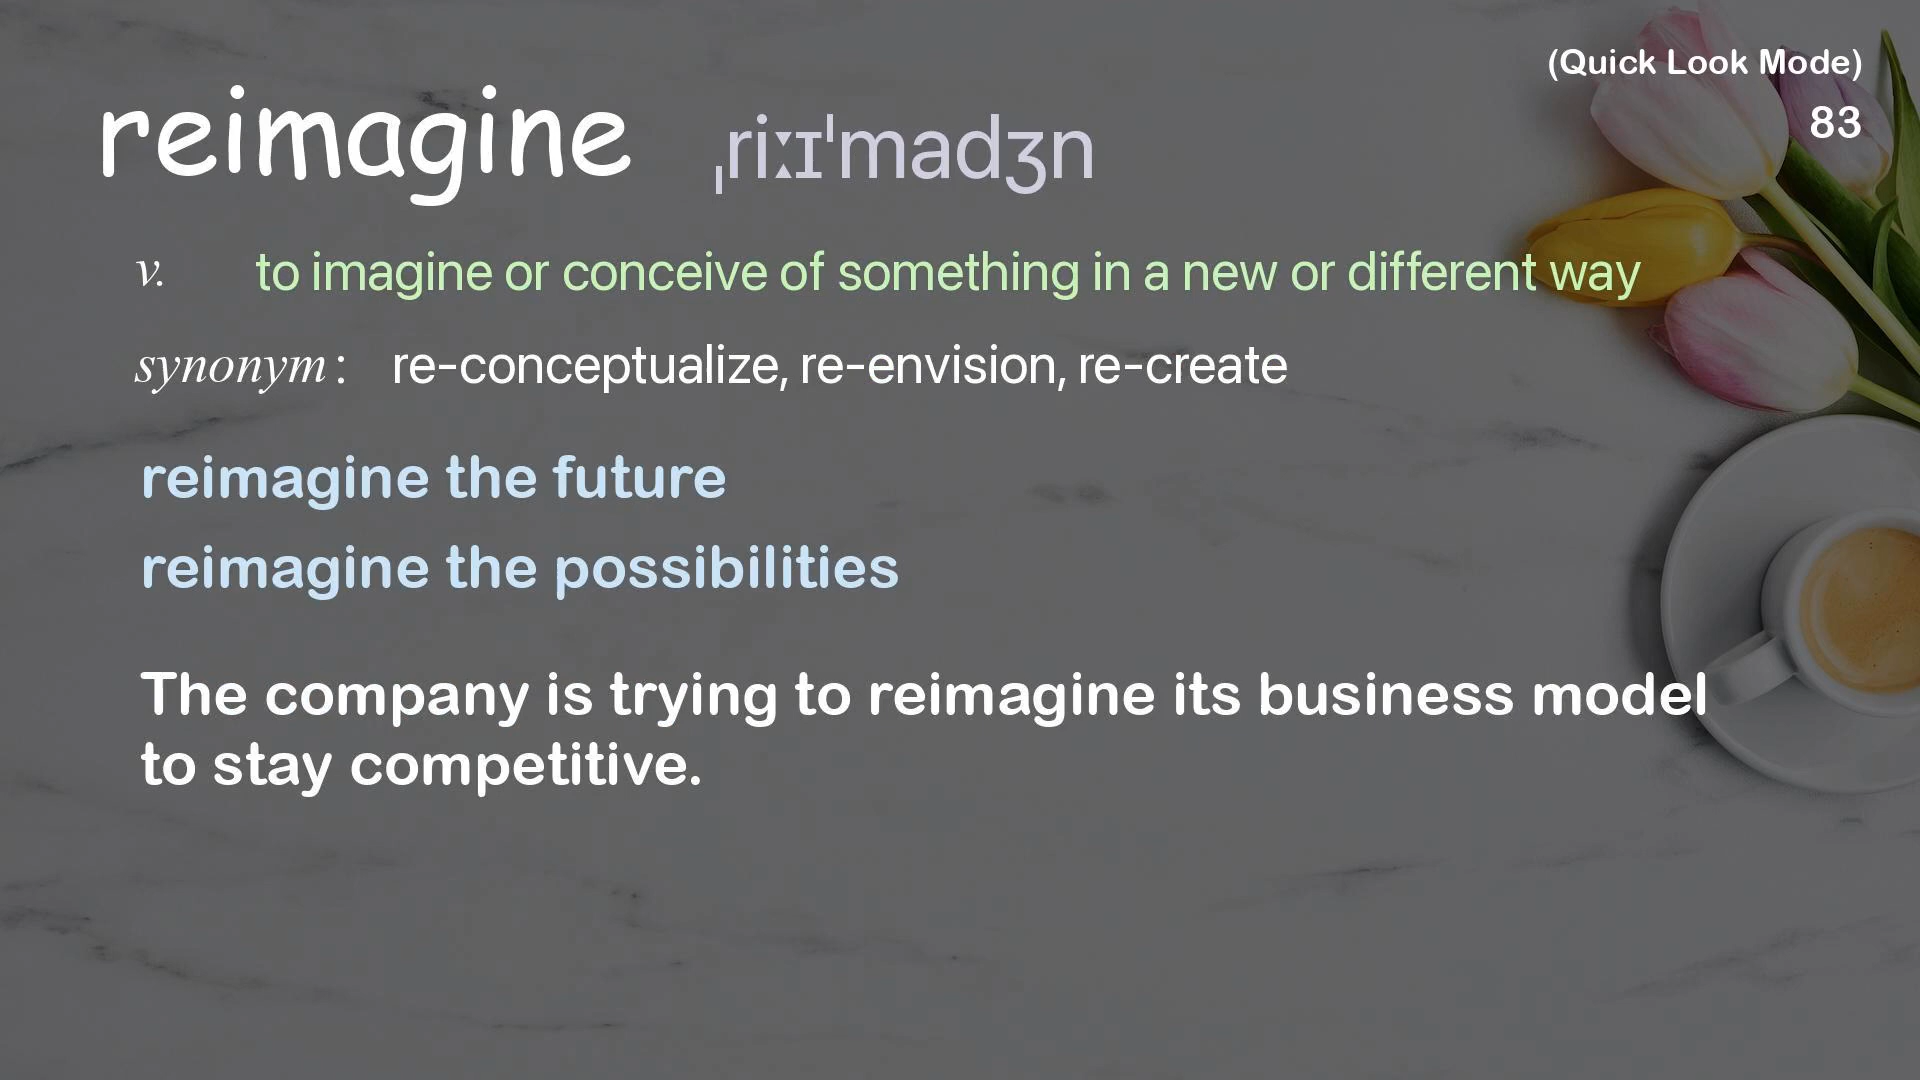 (Quick Look Mode)
83
reimagine ˌriːɪˈmadʒn
v. to imagine or conceive of something in a new or different way
synonym : re-conceptualize, re-envision, re-create
reimagine the future
reimagine the possibilities
The company is trying to reimagine its business model
to stay competitive.